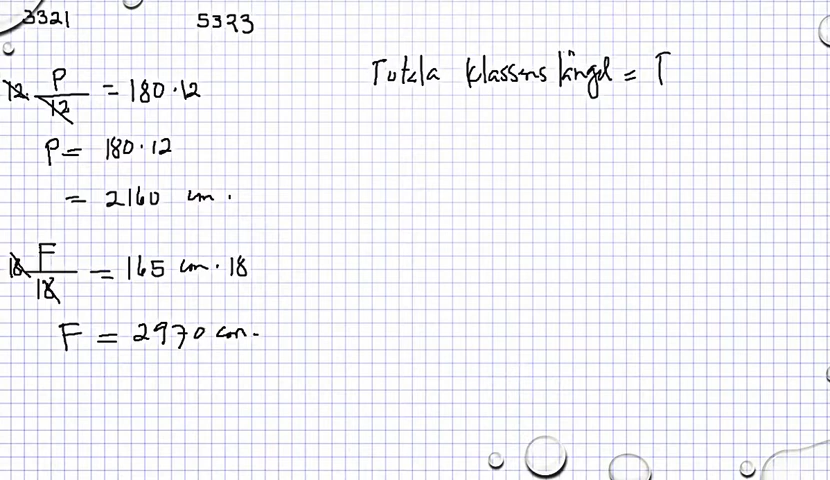 3321 5323
12 · P/12 = 180 · 12
P = 180 · 12
= 2160 cm .
18 F/18 = 165 cm · 18
F = 2970 cm .
Totala klassens längd = T